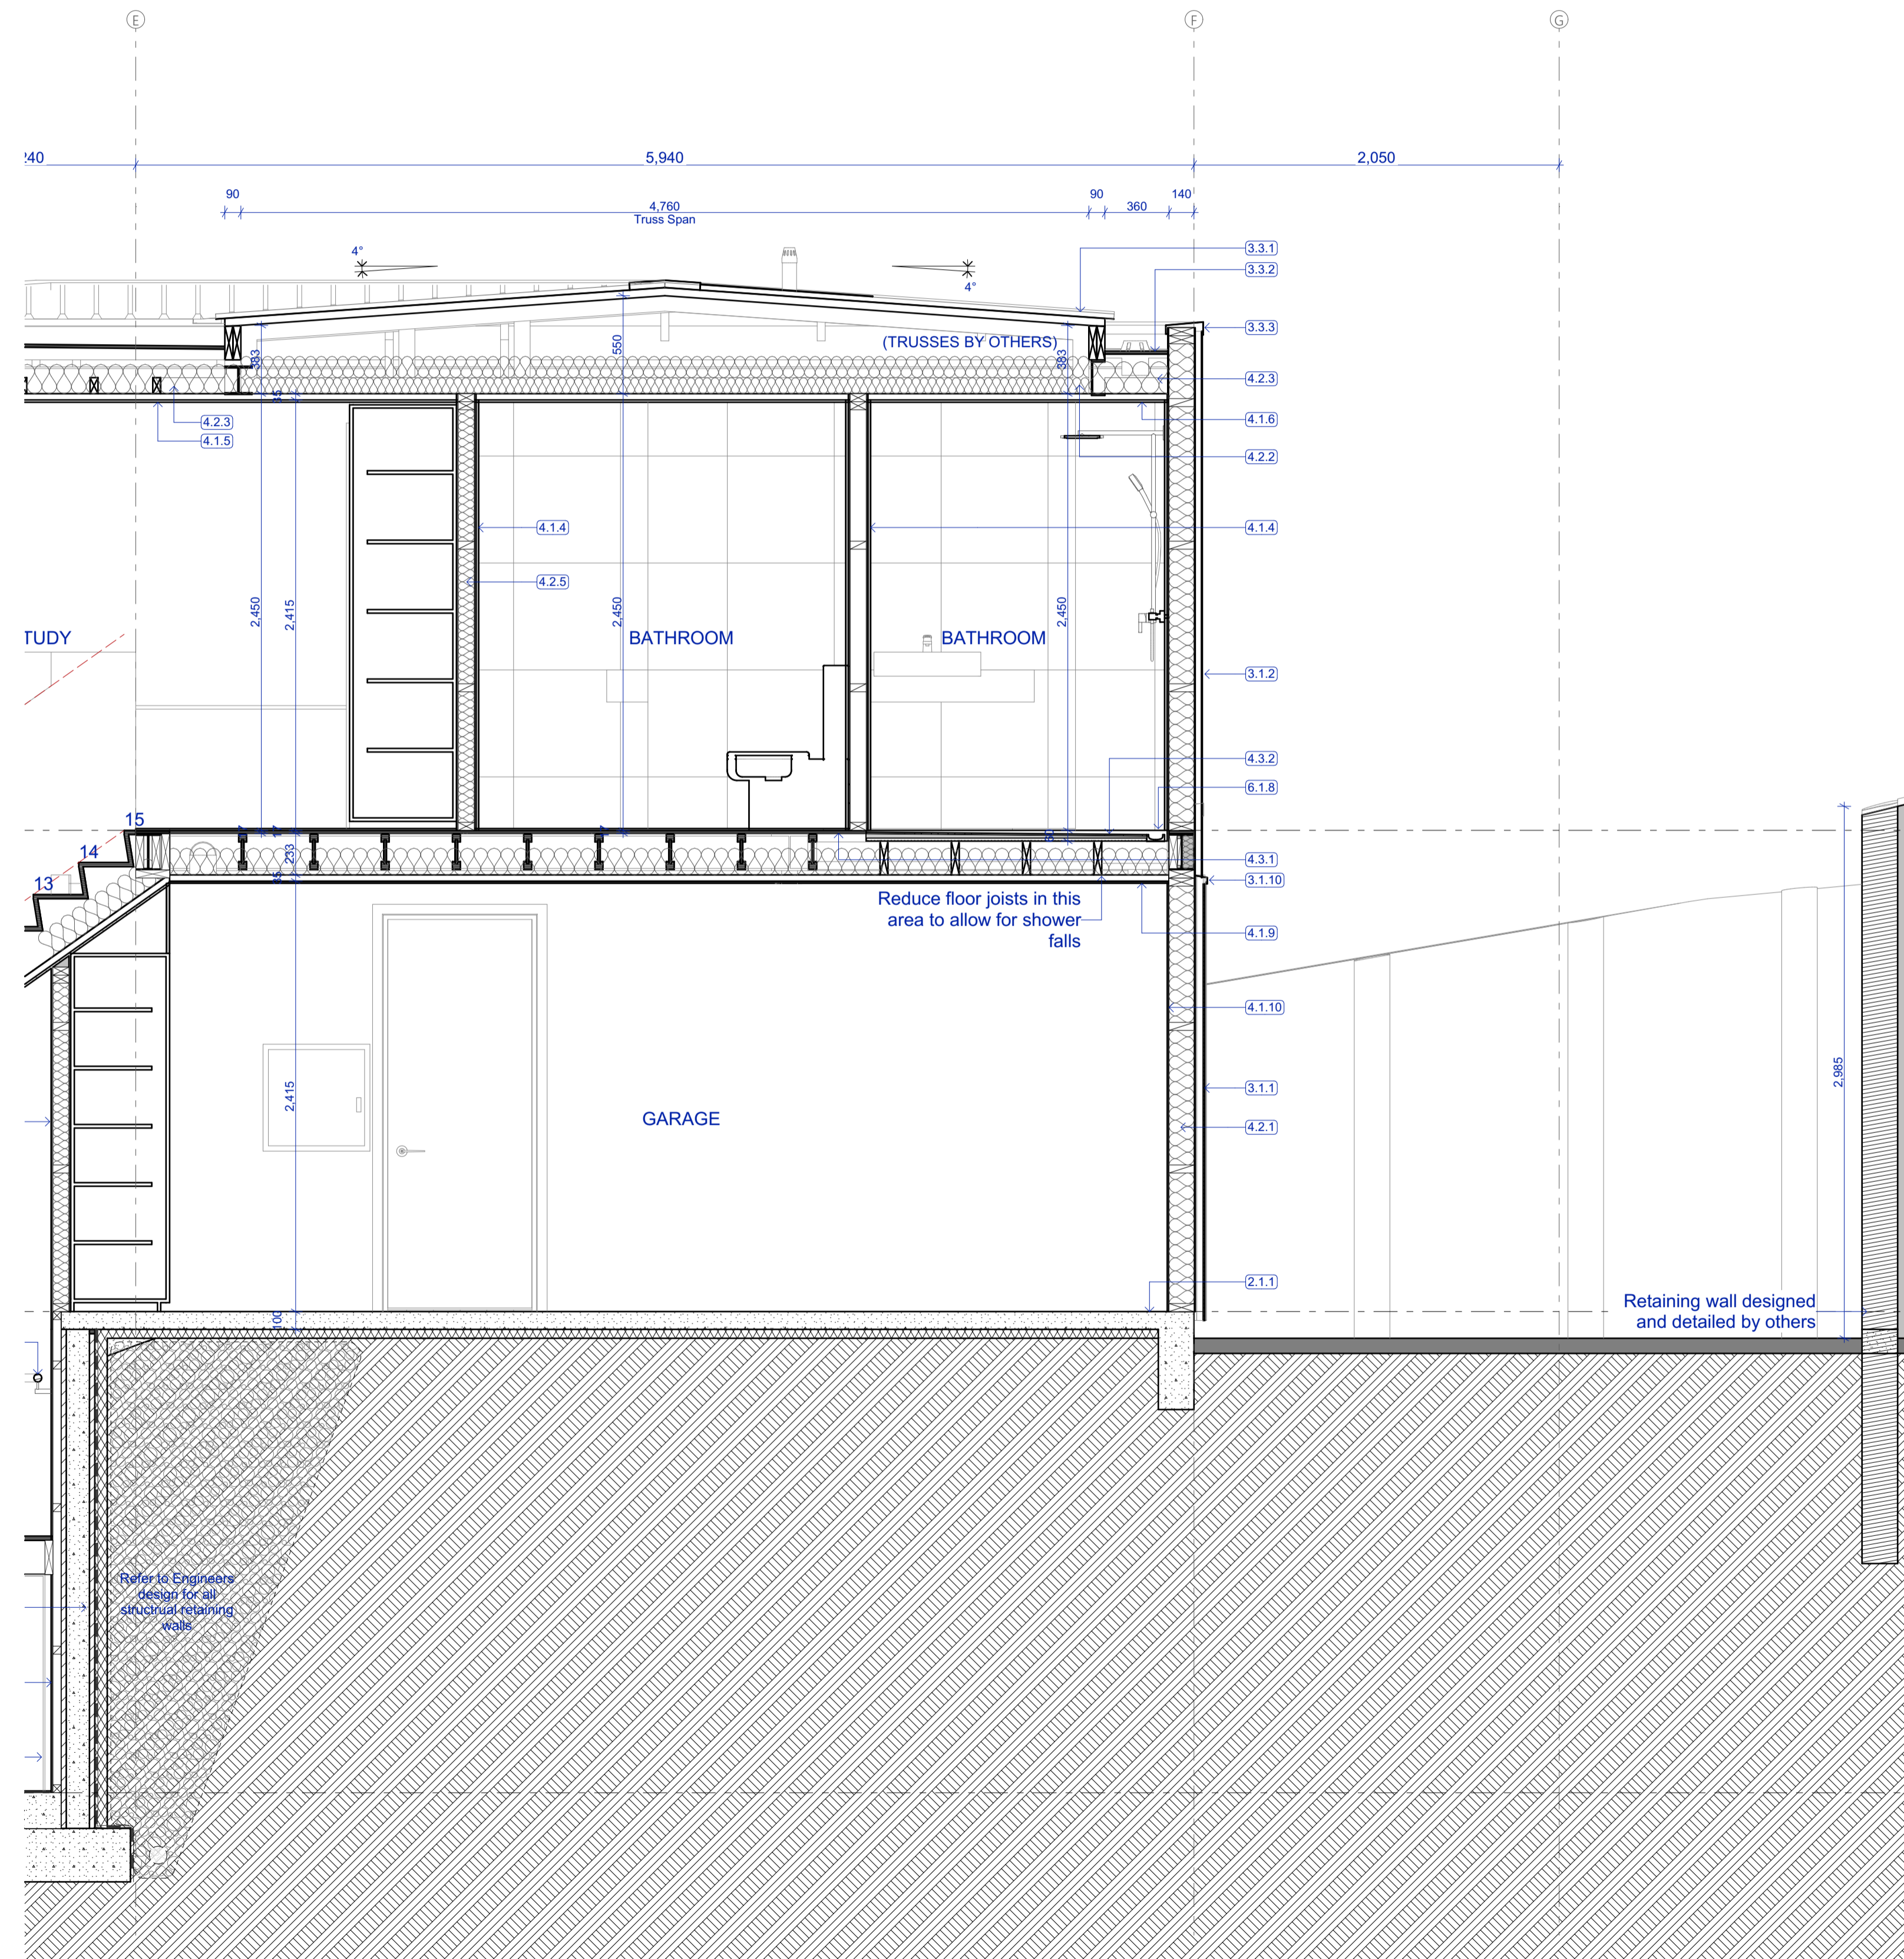 E
F
G
5,940
2,050
90
4,760
Truss Span
90
360
140
4°
4°
3.3.1
3.3.2
3.3.3
(TRUSSES BY OTHERS)
383
550
383
35
4.2.3
4.2.3
4.1.5
4.1.6
4.2.2
4.1.4
4.1.4
4.2.5
2,450
2,415
2,450
2,450
BATHROOM
BATHROOM
3.1.2
4.3.2
6.1.8
15
14
13
233
35
4.3.1
3.1.10
Reduce floor joists in this
area to allow for shower
falls
4.1.9
4.1.10
2,415
GARAGE
3.1.1
4.2.1
2,985
2.1.1
100
Retaining wall designed
and detailed by others
Refer to Engineers
design for all
structrual retaining
walls